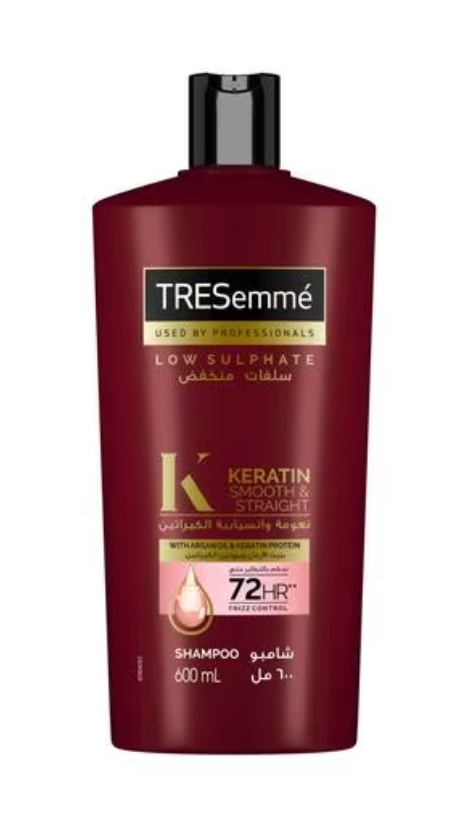 TRESemmé
USED BY PROFESSIONALS
LOW SULPHATE
سلفات منخفض
K KERATIN
SMOOTH &
STRAIGHT
نعومة وانسيابية الكيراتين
WITH ARGAN OIL & KERATIN PROTEIN
72HR**
FRIZZ CONTROL
SHAMPOO شامبو
600 mL ٦٠٠ مل